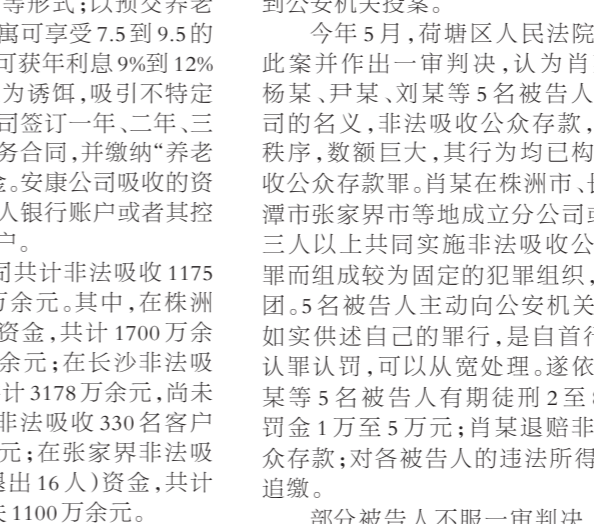 等形式;以预交养老
寓可享受7.5到9.5的
可获年利息9%到12%
为诱饵,吸引不特定
司签订一年、二年、三
务合同,并缴纳“养老
金。安康公司吸收的资
人银行账户或者其控
户。
司共计非法吸收1175
万余元。其中,在株洲
资金,共计1700万余
余元;在长沙非法吸
计3178万余元,尚未
非法吸收330名客户
元;在张家界非法吸
退出16人)资金,共计
失1100万余元。
到公安机关投案。
今年5月,荷塘区人民法院
此案并作出一审判决,认为肖
杨某、尹某、刘某等5名被告人
司的名义,非法吸收公众存款,
秩序,数额巨大,其行为均已构
收公众存款罪。肖某在株洲市、长
潭市张家界市等地成立分公司或
三人以上共同实施非法吸收公
罪而组成较为固定的犯罪组织,
团。5名被告人主动向公安机关
如实供述自己的罪行,是自首行
认罪认罚,可以从宽处理。遂依
某等5名被告人有期徒刑2至8
罚金1万至5万元;肖某退赔非
众存款;对各被告人的违法所得
追缴。
部分被告人不服一审判决